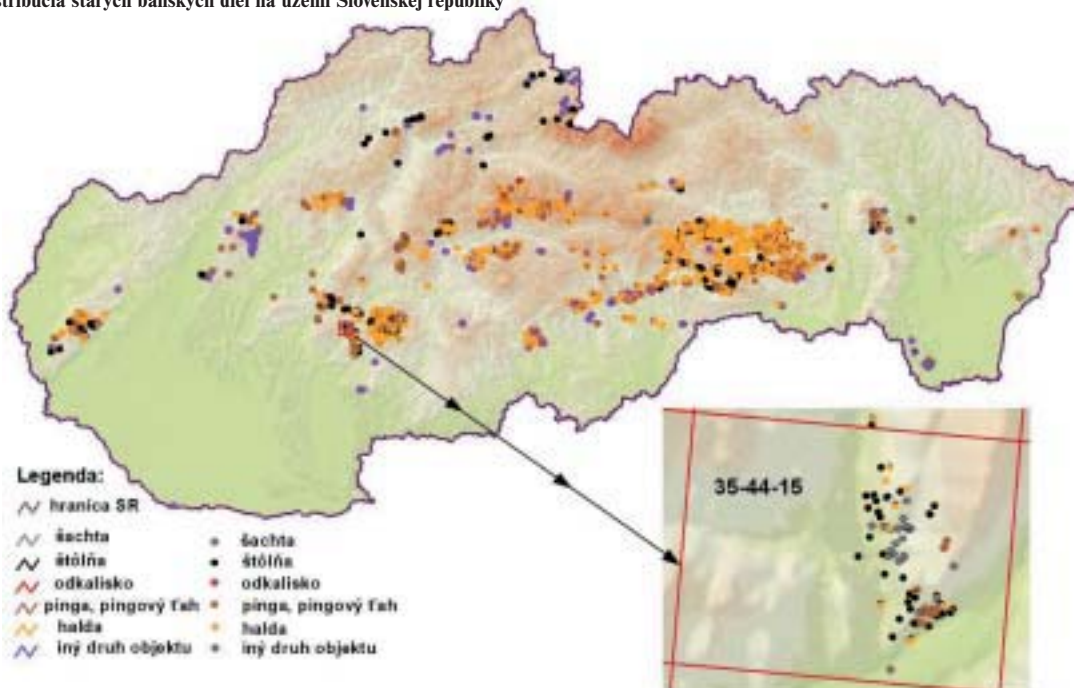 stribúcia starých banských diel na území Slovenskej republiky
35-44-15
Legenda:
hranica SR
šachta
štôlňa
odkalisko
pinga, pingový ťah
halda
iný druh objektu
šachta
štôlňa
odkalisko
pinga, pingový ťah
halda
iný druh objektu